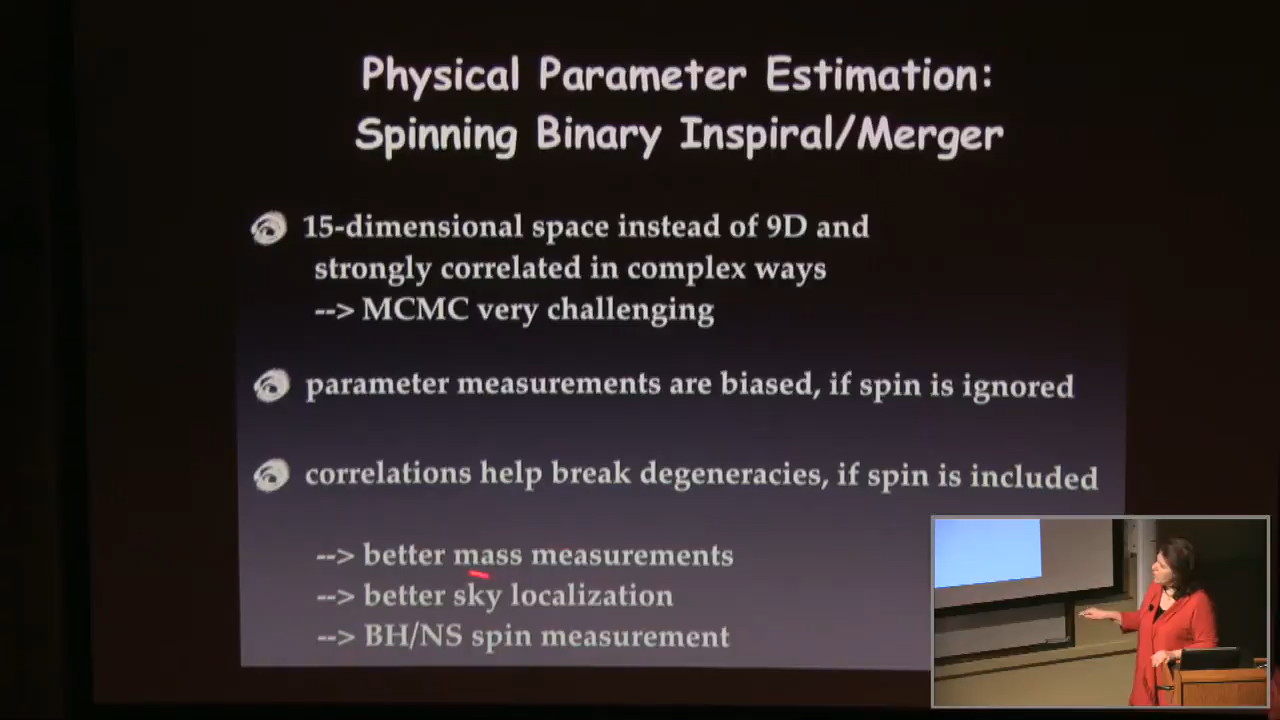 Physical Parameter Estimation:
Spinning Binary Inspiral/Merger
15-dimensional space instead of 9D and
strongly correlated in complex ways
--> MCMC very challenging
parameter measurements are biased, if spin is ignored
correlations help break degeneracies, if spin is included
--> better mass measurements
--> better sky localization
--> BH/NS spin measurement